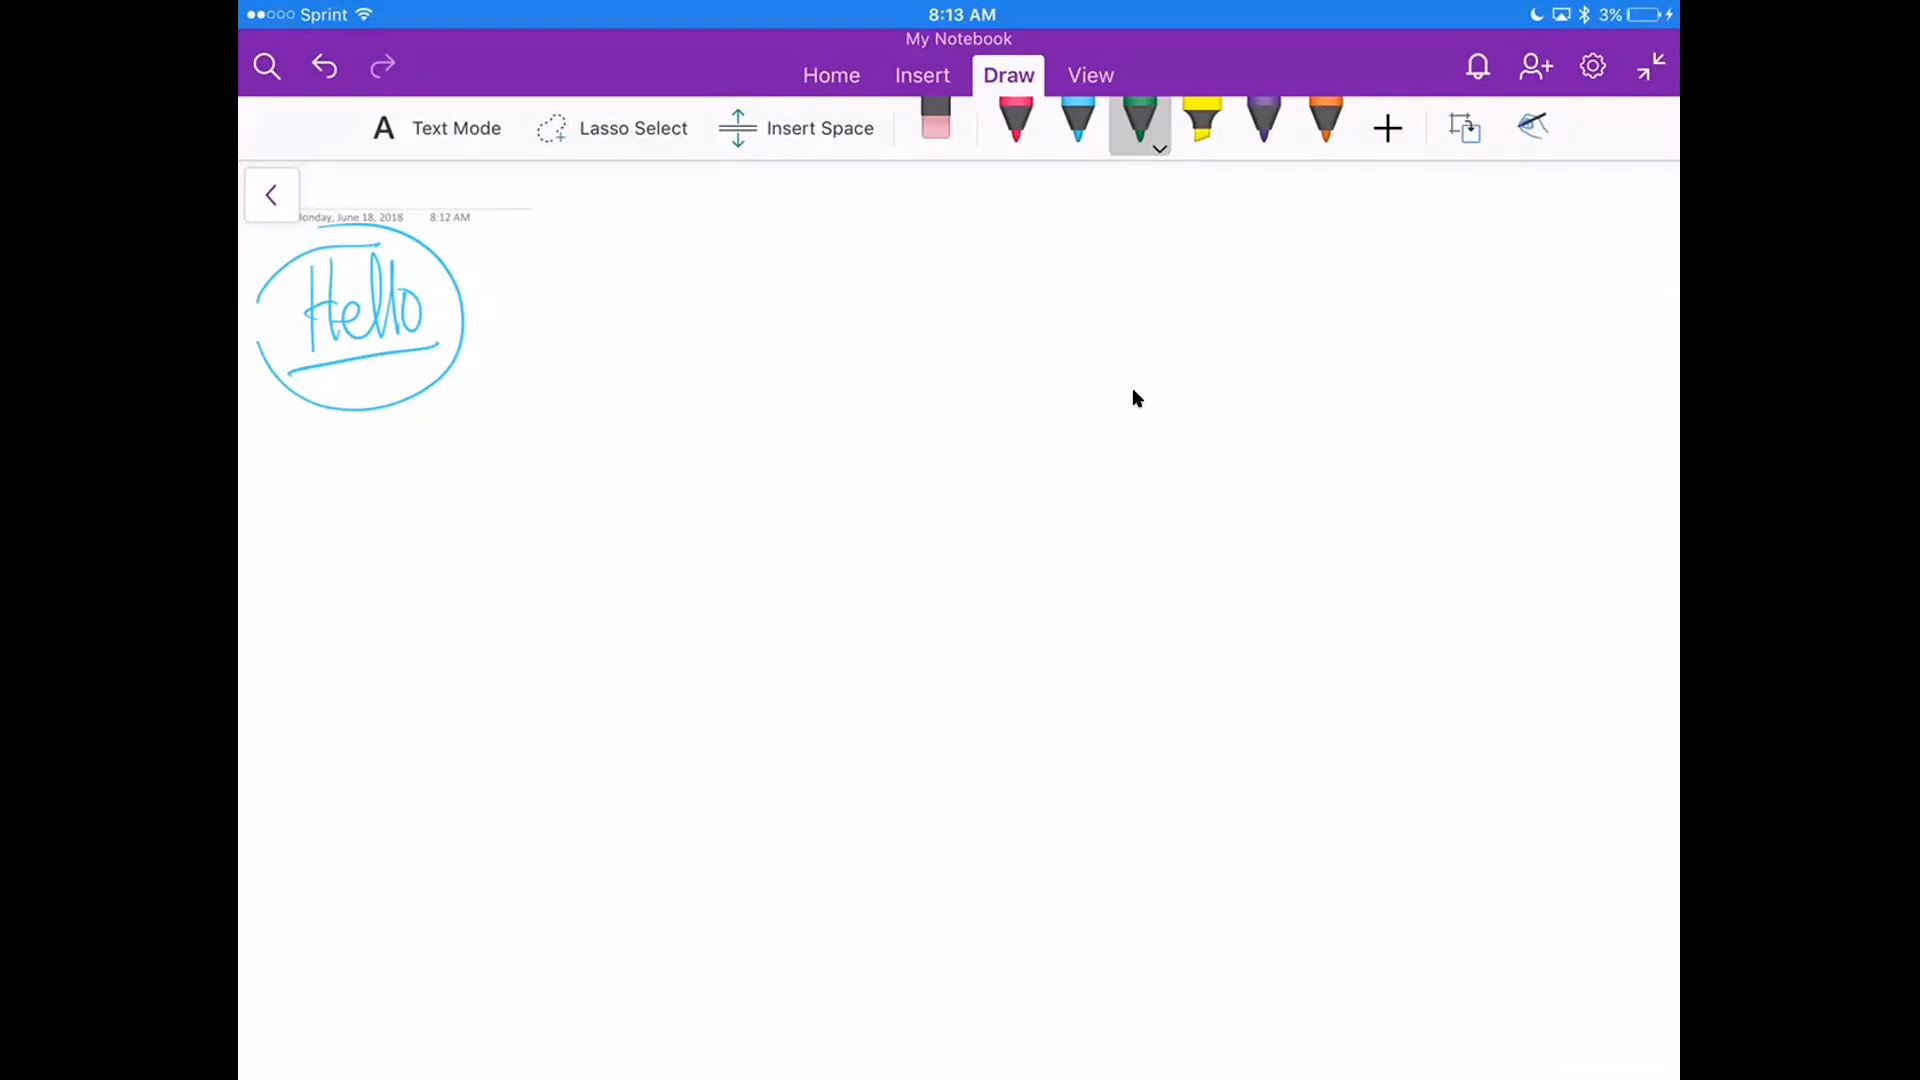 Sprint 8:13 AM 3%
My Notebook
Home Insert Draw View
A Text Mode Lasso Select Insert Space
onday, June 18, 2018 8:12 AM
Hello